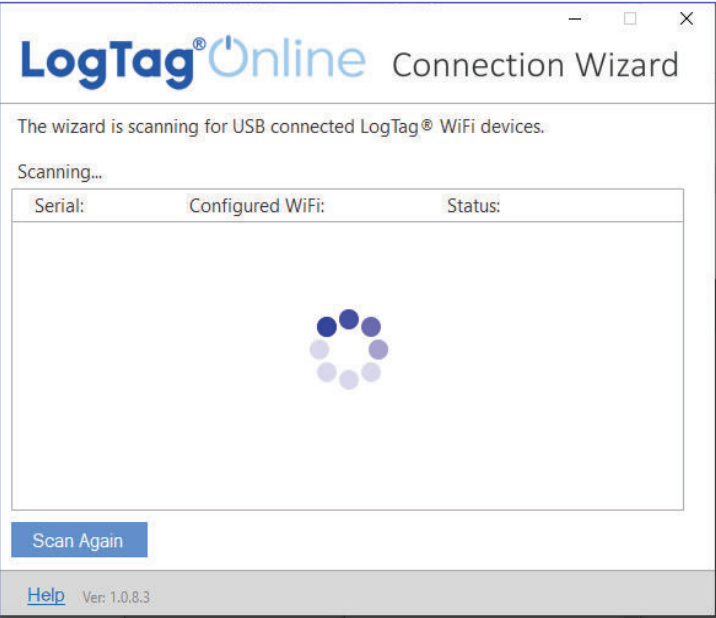 LogTag® Online Connection Wizard
The wizard is scanning for USB connected LogTag® WiFi devices.
Scanning...
Serial: Configured WiFi: Status:
Scan Again
Help Ver: 1.0.8.3